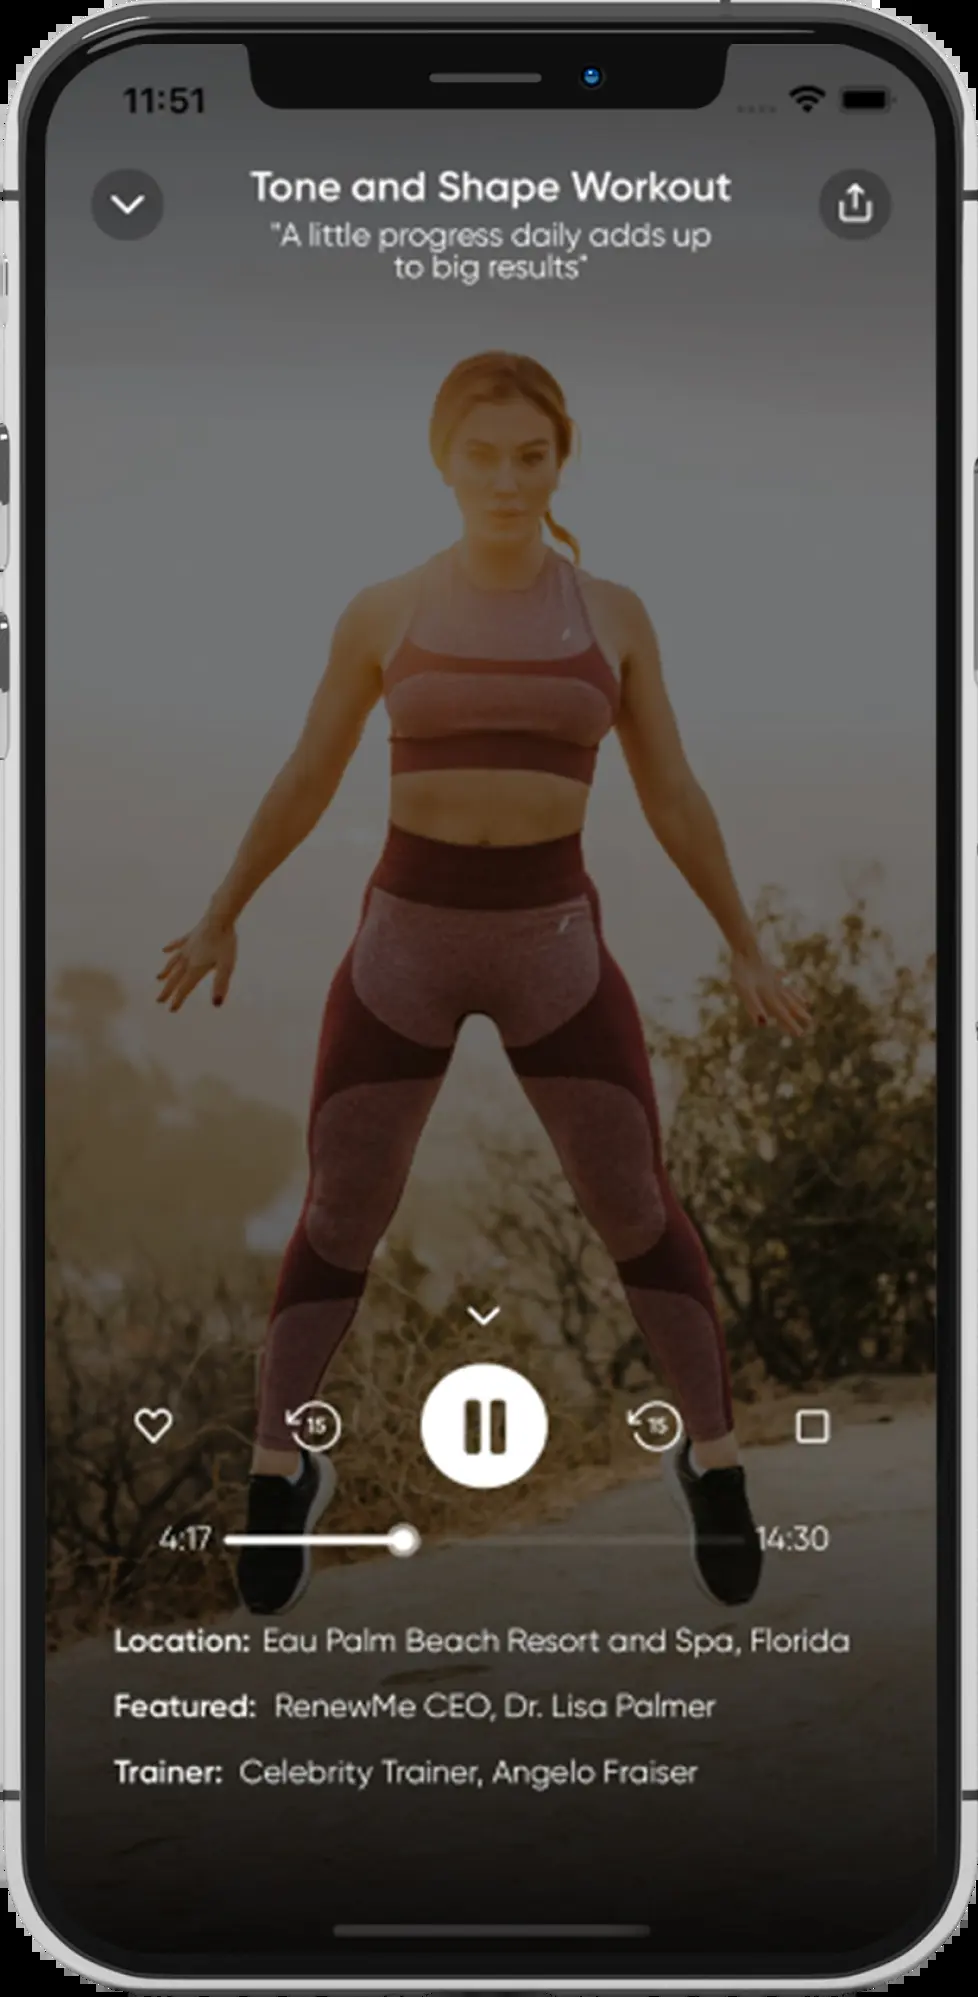 11:51
Tone and Shape Workout
"A little progress daily adds up
to big results"
15
15
4:17
14:30
Location: Eau Palm Beach Resort and Spa, Florida
Featured: RenewMe CEO, Dr. Lisa Palmer
Trainer: Celebrity Trainer, Angelo Fraiser